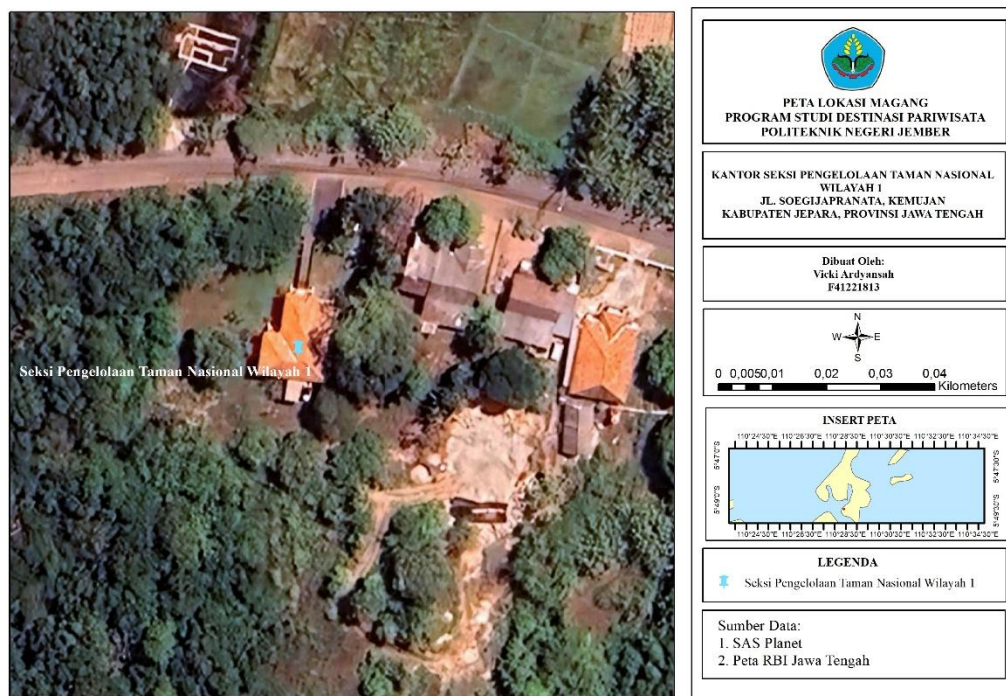 Seksi Pengelolaan Taman Nasional Wilayah 1
PETA LOKASI MAGANG
PROGRAM STUDI DESTINASI PARIWISATA
POLITEKNIK NEGERI JEMBER
KANTOR SEKSI PENGELOLAAN TAMAN NASIONAL
WILAYAH 1
JL. SOEGIJAPRANATA, KEMUJAN
KABUPATEN JEPARA, PROVINSI JAWA TENGAH
Dibuat Oleh:
Vicki Ardyansah
F41221813
N
W E
S
0 0,0050,01 0,02 0,03 0,04
Kilometers
INSERT PETA
110°24'30"E 110°26'30"E 110°28'30"E 110°30'30"E 110°32'30"E 110°34'30"E
5°47'0"S 5°47'30"S
5°49'0"S 5°49'30"S
110°24'30"E 110°26'30"E 110°28'30"E 110°30'30"E 110°32'30"E 110°34'30"E
LEGENDA
Seksi Pengelolaan Taman Nasional Wilayah 1
Sumber Data:
1. SAS Planet
2. Peta RBI Jawa Tengah